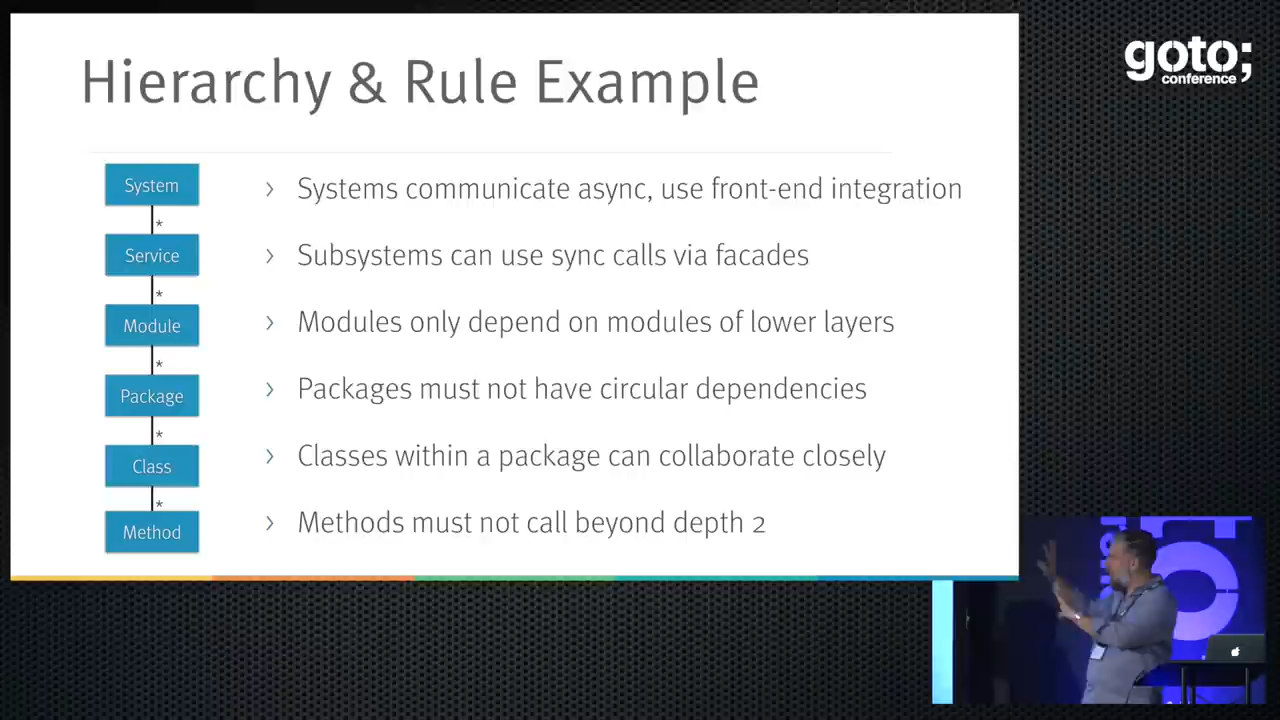 Hierarchy & Rule Example
goto;
conference
System
› Systems communicate async, use front-end integration
*
Service
› Subsystems can use sync calls via facades
*
Module
› Modules only depend on modules of lower layers
*
Package
› Packages must not have circular dependencies
*
Class
› Classes within a package can collaborate closely
*
Method
› Methods must not call beyond depth 2